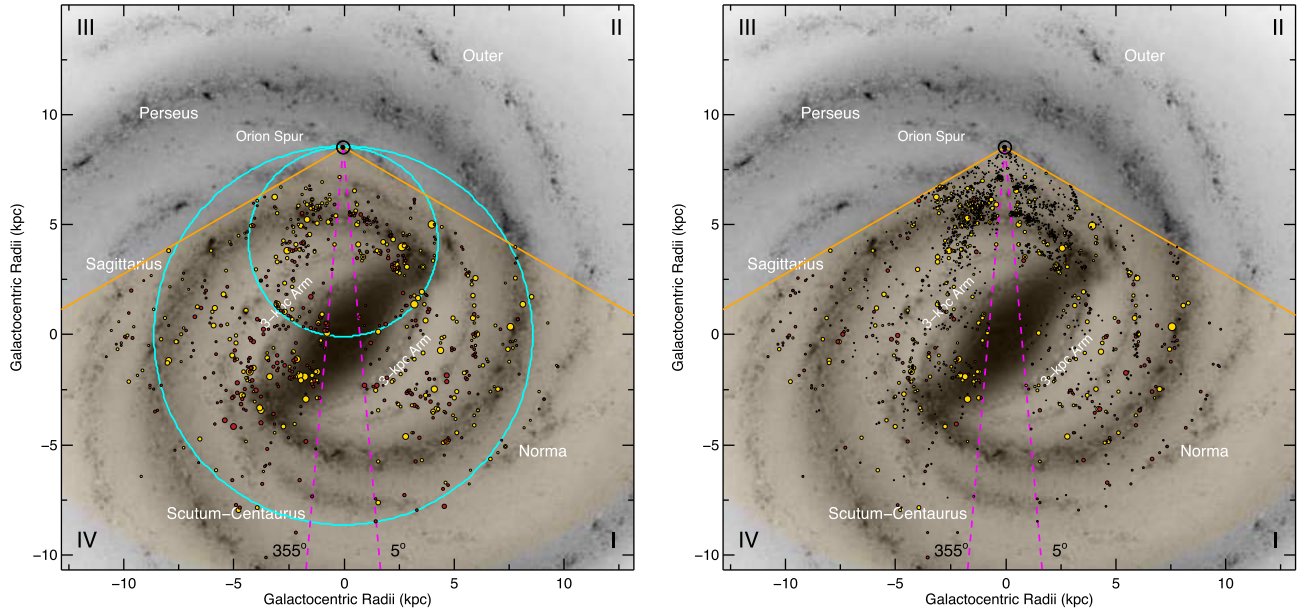 III
II
Outer
Perseus
Orion Spur
Sagittarius
3-kpc Arm
3-kpc Arm
Norma
Scutum-Centaurus
IV
I
355°
5°
10
5
0
-5
-10
Galactocentric Radii (kpc)
-10
-5
0
5
10
Galactocentric Radii (kpc)
III
II
Outer
Perseus
Orion Spur
Sagittarius
3-kpc Arm
3-kpc Arm
Norma
Scutum-Centaurus
IV
I
355°
5°
10
5
0
-5
-10
Galactocentric Radii (kpc)
-10
-5
0
5
10
Galactocentric Radii (kpc)